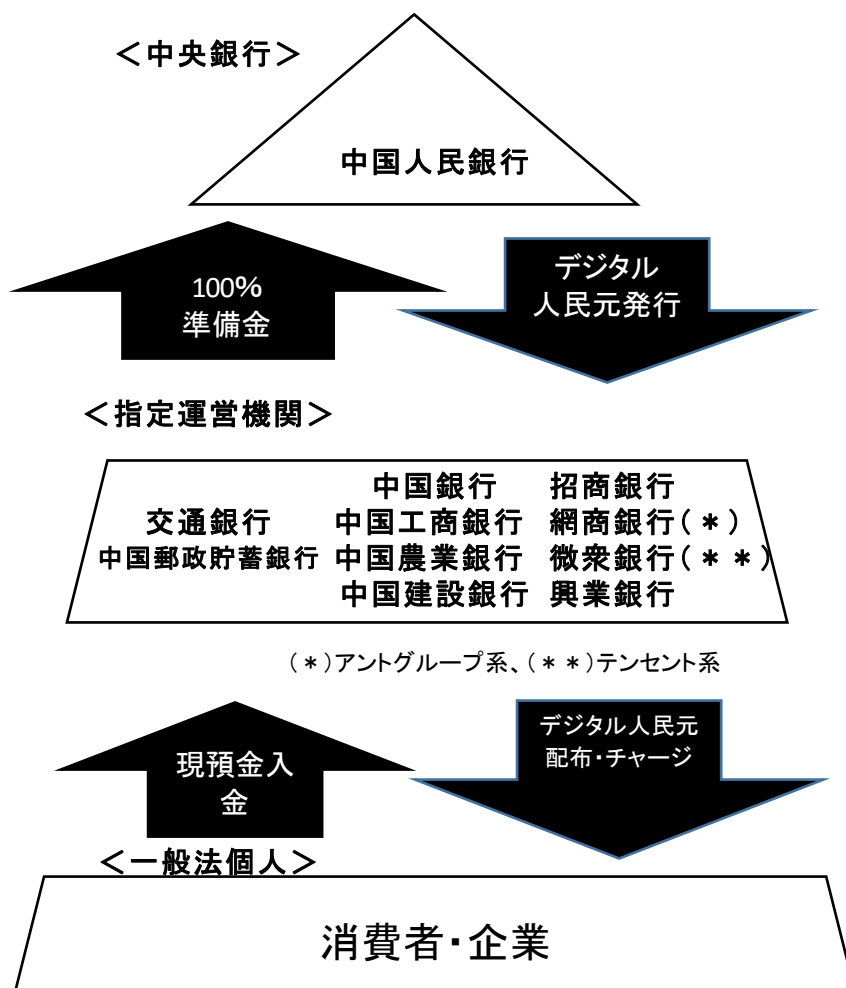 <中央銀行>
中国人民銀行
100%
準備金
デジタル
人民元発行
<指定運営機関>
交通銀行
中国郵政貯蓄銀行
中国銀行
中国工商銀行
中国農業銀行
中国建設銀行
招商銀行
網商銀行(*)
微衆銀行(**)
興業銀行
(*)アントグループ系、(**)テンセント系
現預金入
金
デジタル人民元
配布・チャージ
<一般法個人>
消費者・企業